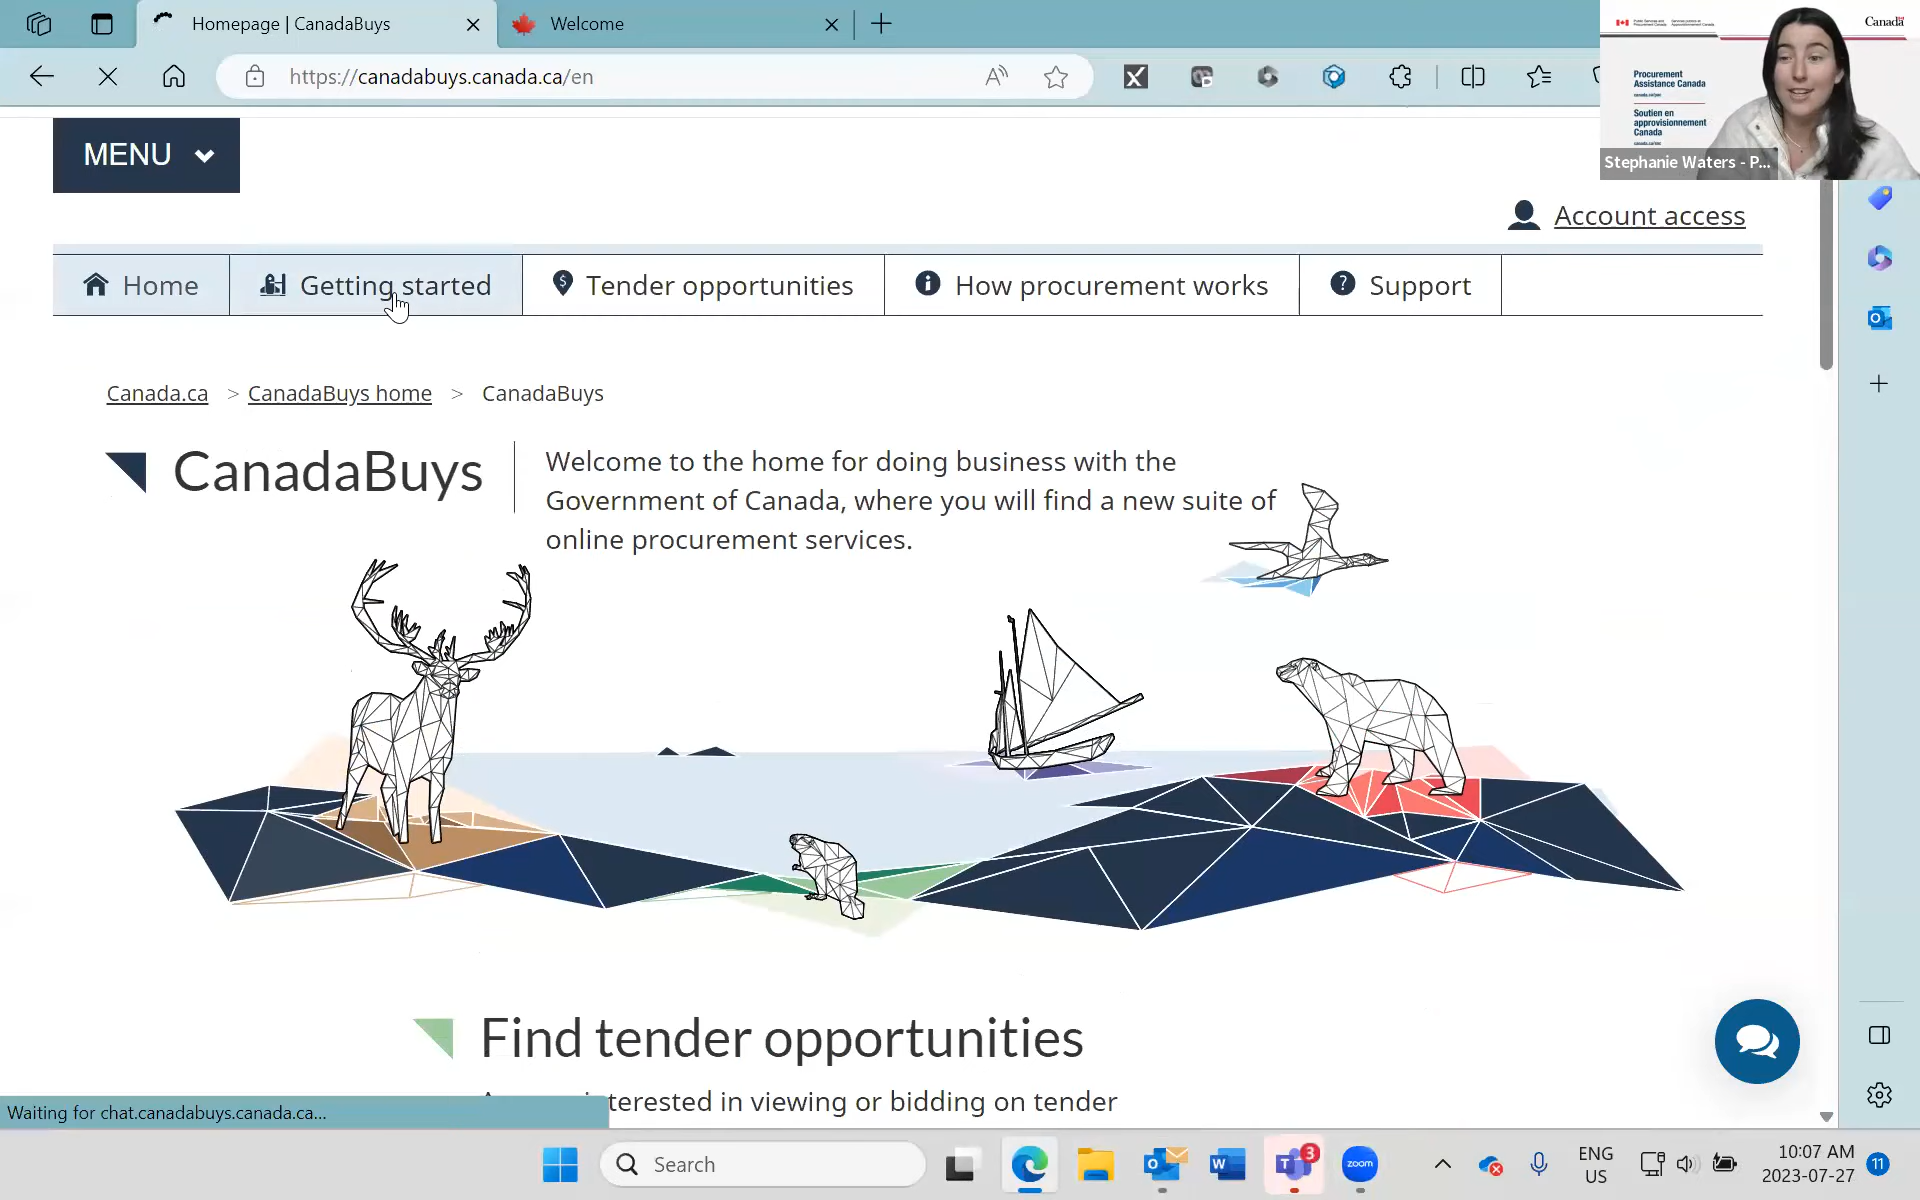 Homepage | CanadaBuys
Welcome
https://canadabuys.canada.ca/en
Canada
Procurement
Assistance Canada
Soutien en
approvisionnement
Canada
Stephanie Waters - P...
MENU
Account access
Home
Getting started
Tender opportunities
How procurement works
Support
Canada.ca > CanadaBuys home > CanadaBuys
CanadaBuys
Welcome to the home for doing business with the
Government of Canada, where you will find a new suite of
online procurement services.
Find tender opportunities
terested in viewing or bidding on tender
Waiting for chat.canadabuys.canada.ca...
Search
3
zoom
ENG
US
10:07 AM
2023-07-27
11